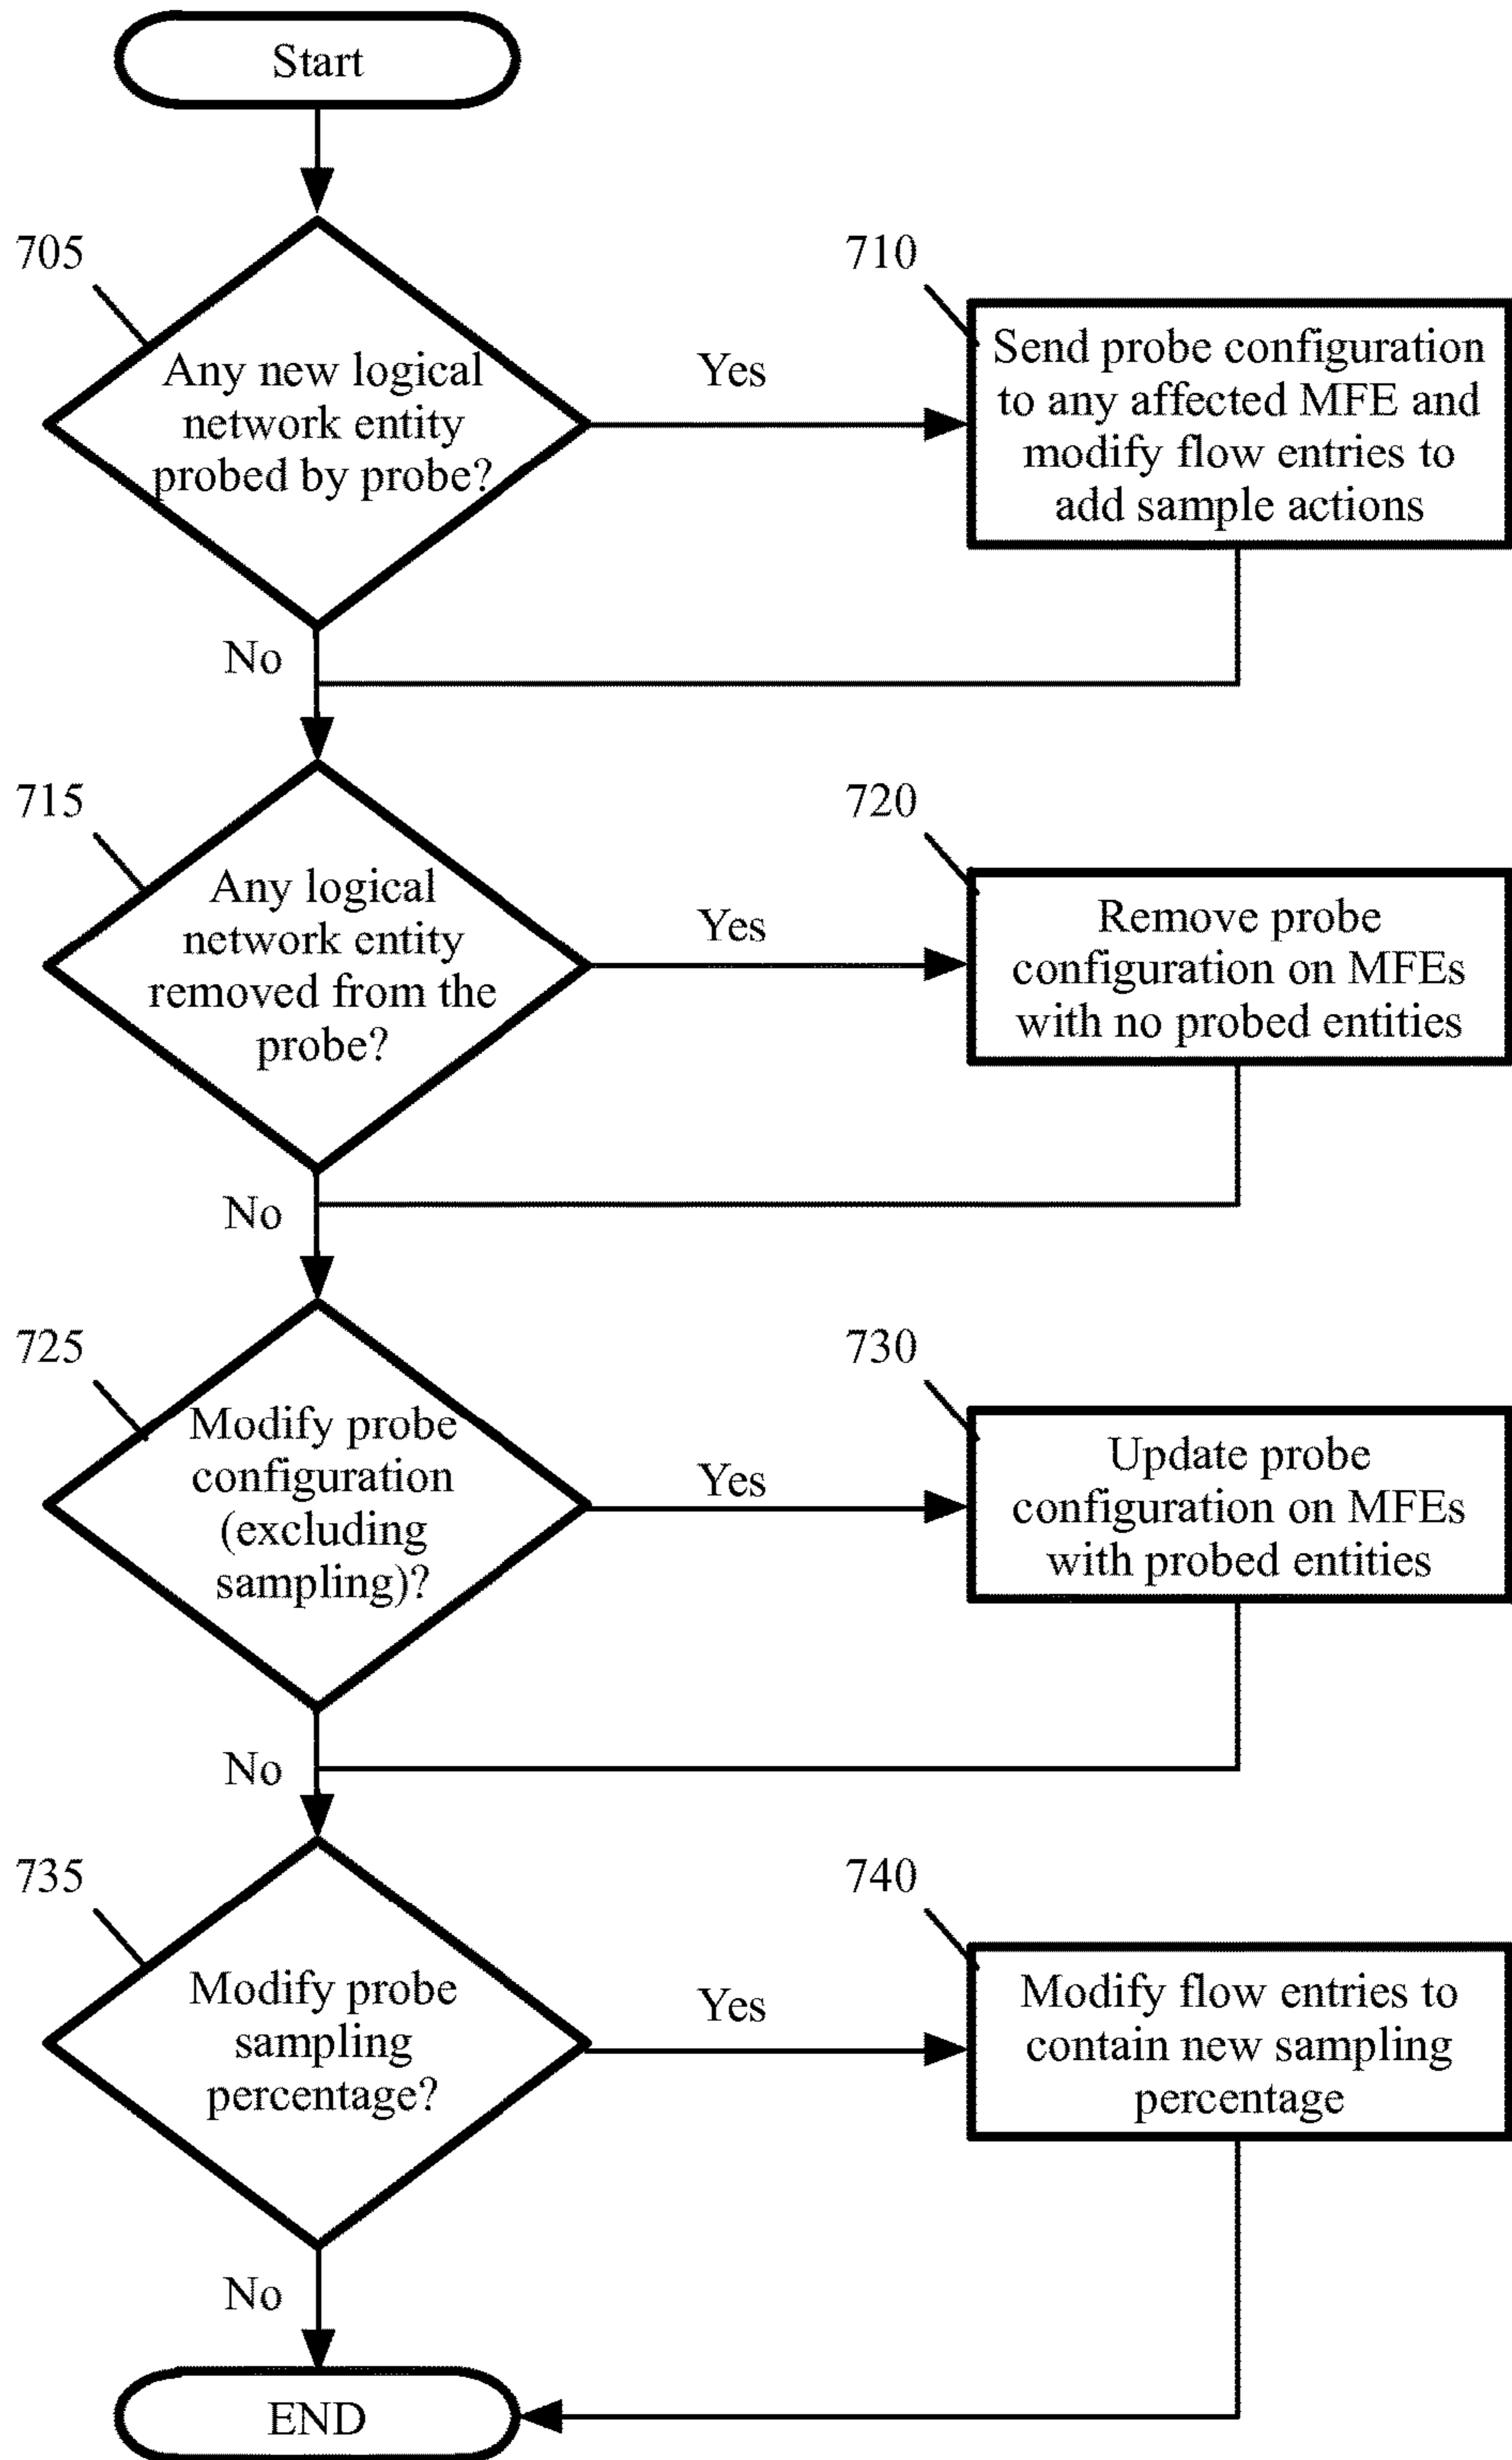 Start
705
Any new logical
network entity
probed by probe?
Yes
710
Send probe configuration
to any affected MFE and
modify flow entries to
add sample actions
No
715
Any logical
network entity
removed from the
probe?
Yes
720
Remove probe
configuration on MFEs
with no probed entities
No
725
Modify probe
configuration
(excluding
sampling)?
Yes
730
Update probe
configuration on MFEs
with probed entities
No
735
Modify probe
sampling
percentage?
Yes
740
Modify flow entries to
contain new sampling
percentage
No
END